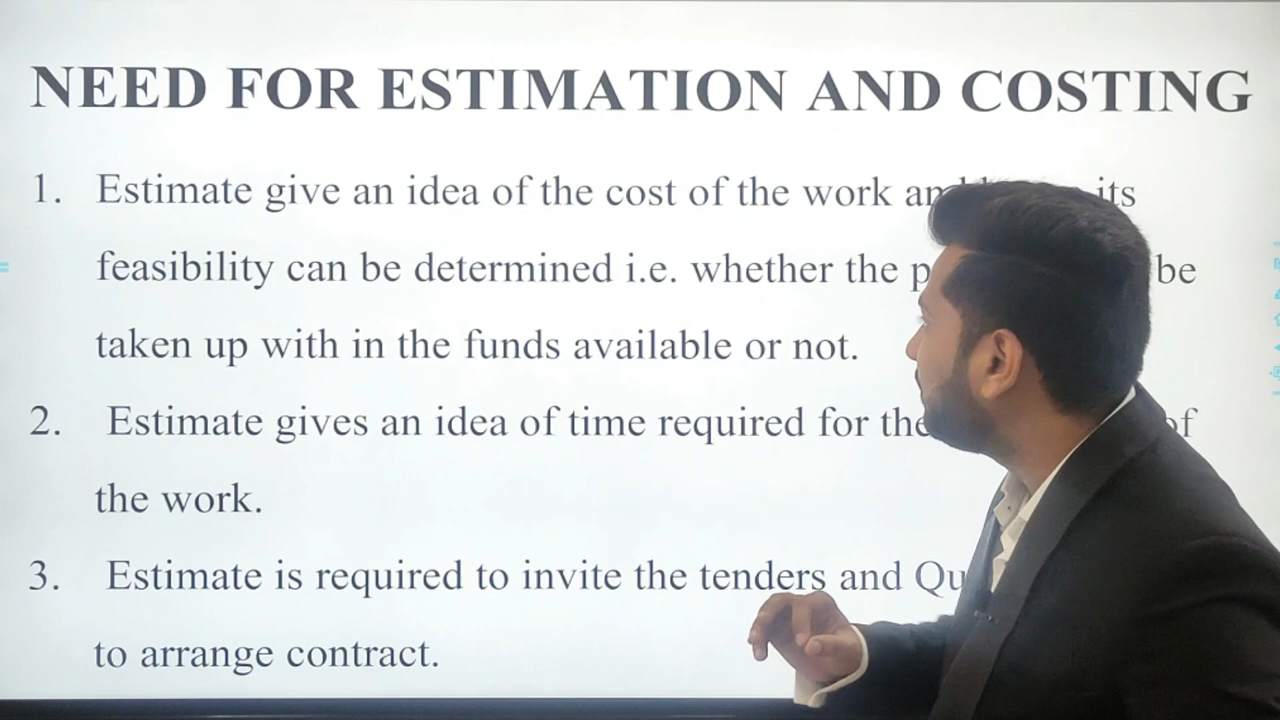 NEED FOR ESTIMATION AND COSTING
1. Estimate give an idea of the cost of the work its
feasibility can be determined i.e. whether the be
taken up with in the funds available or not.
2. Estimate gives an idea of time required for the of
the work.
3. Estimate is required to invite the tenders and
to arrange contract.